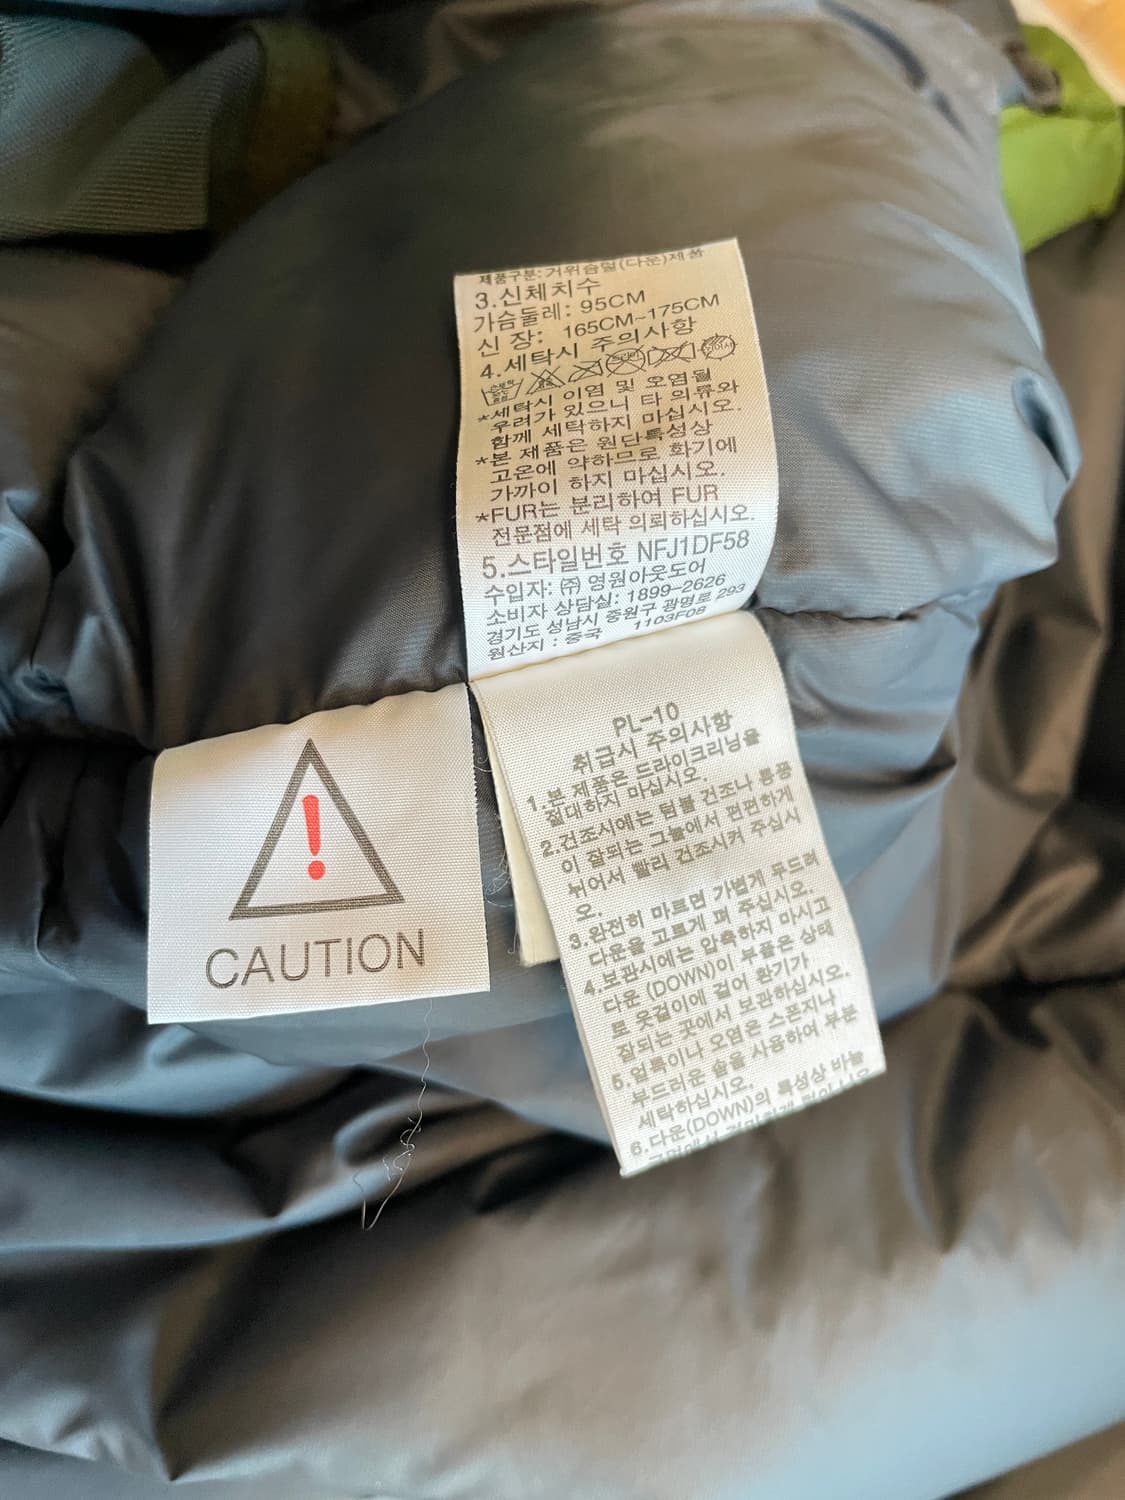 제품구분: 거위솜털(다운)제품
3.신체치수
가슴둘레: 95CM
신 장: 165CM~175CM
4.세탁시 주의사항
*세탁시 이염 및 오염될
우려가 있으니 타 의류와
함께 세탁하지 마십시오.
*본 제품은 원단특성상
고온에 약하므로 화기에
가까이 하지 마십시오.
*FUR는 분리하여 FUR
전문점에 세탁 의뢰하십시오.
5.스타일번호 NFJ1DF58
수입자: ㈜ 영원아웃도어
소비자 상담실: 1899-2626
경기도 성남시 중원구 광명로 293
원산지 : 중국 1103F08
CAUTION
PL-10
취급시 주의사항
1.본 제품은 드라이크리닝을
절대하지 마십시오.
2.건조시에는 텀블 건조나 통풍
이 잘되는 그늘에서 편편하게
뉘어서 빨리 건조시켜 주십시
오.
3.완전히 마르면 가볍게 두드려
다운을 고르게 펴 주십시오.
4.보관시에는 압축하지 마시고
다운 (DOWN)이 부풀은 상태
로 옷걸이에 걸어 환기가
잘되는 곳에서 보관하십시오.
5.얼룩이나 오염은 스폰지나
부드러운 솔을 사용하여 부분
세탁하십시오.
6.다운(DOWN)의 특성상 바늘